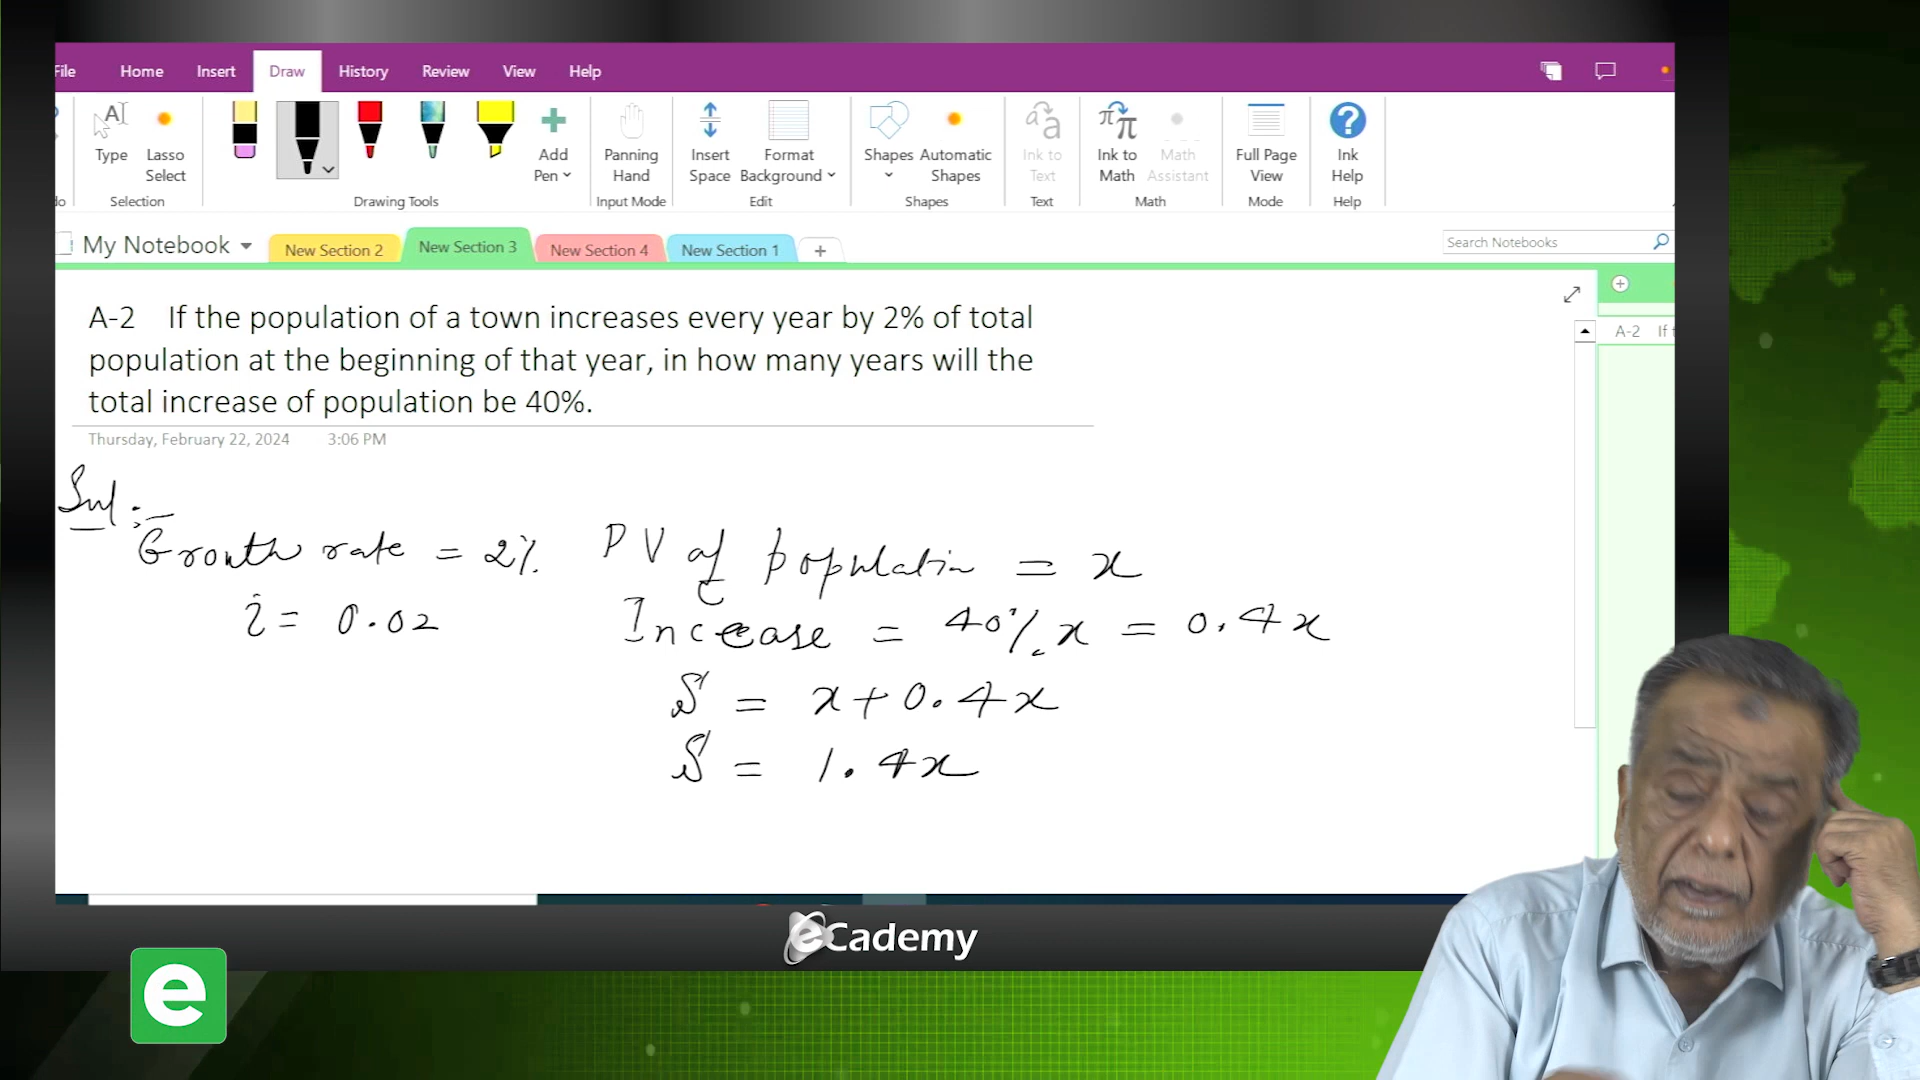 File Home Insert Draw History Review View Help
Type Lasso Select Add Pen Panning Hand Insert Space Format Background Shapes Automatic Shapes Ink to Text Ink to Math Math Assistant Full Page View Ink Help
Selection Drawing Tools Input Mode Edit Shapes Text Math Mode Help
My Notebook New Section 2 New Section 3 New Section 4 New Section 1 + Search Notebooks
A-2 If the population of a town increases every year by 2% of total
population at the beginning of that year, in how many years will the
total increase of population be 40%.
A-2 If t
Thursday, February 22, 2024 3:06 PM
Sol :-
Growth rate = 2%. PV of population = x
i = 0.02 Increase = 40%.x = 0.4x
S = x+0.4x
S = 1.4x
eCademy
e